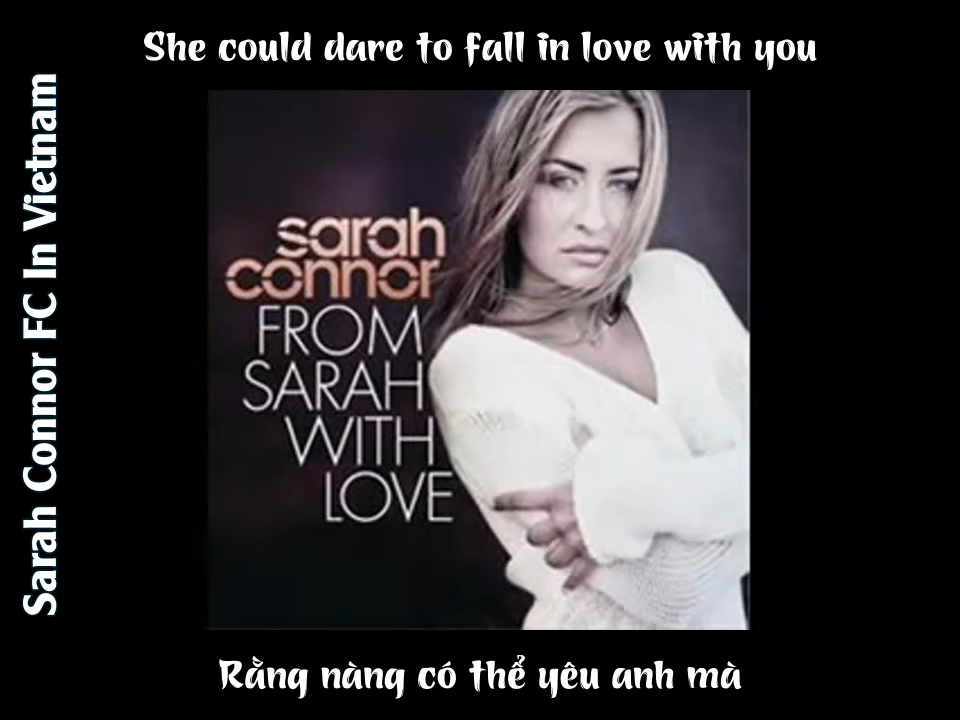 She could dare to fall in love with you
Sarah Connor FC In Vietnam
sarah
connor
FROM
SARAH
WITH
LOVE
Rằng nàng có thể yêu anh mà